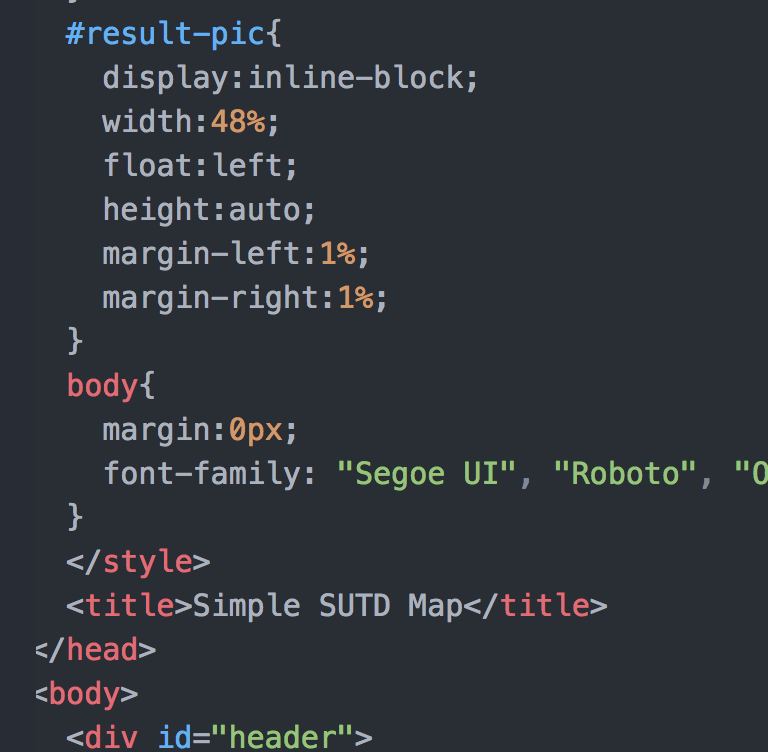 #result-pic{
display:inline-block;
width:48%;
float:left;
height:auto;
margin-left:1%;
margin-right:1%;
}
body{
margin:0px;
font-family: "Segoe UI", "Roboto", "O
}
</style>
<title>Simple SUTD Map</title>
</head>
<body>
<div id="header">